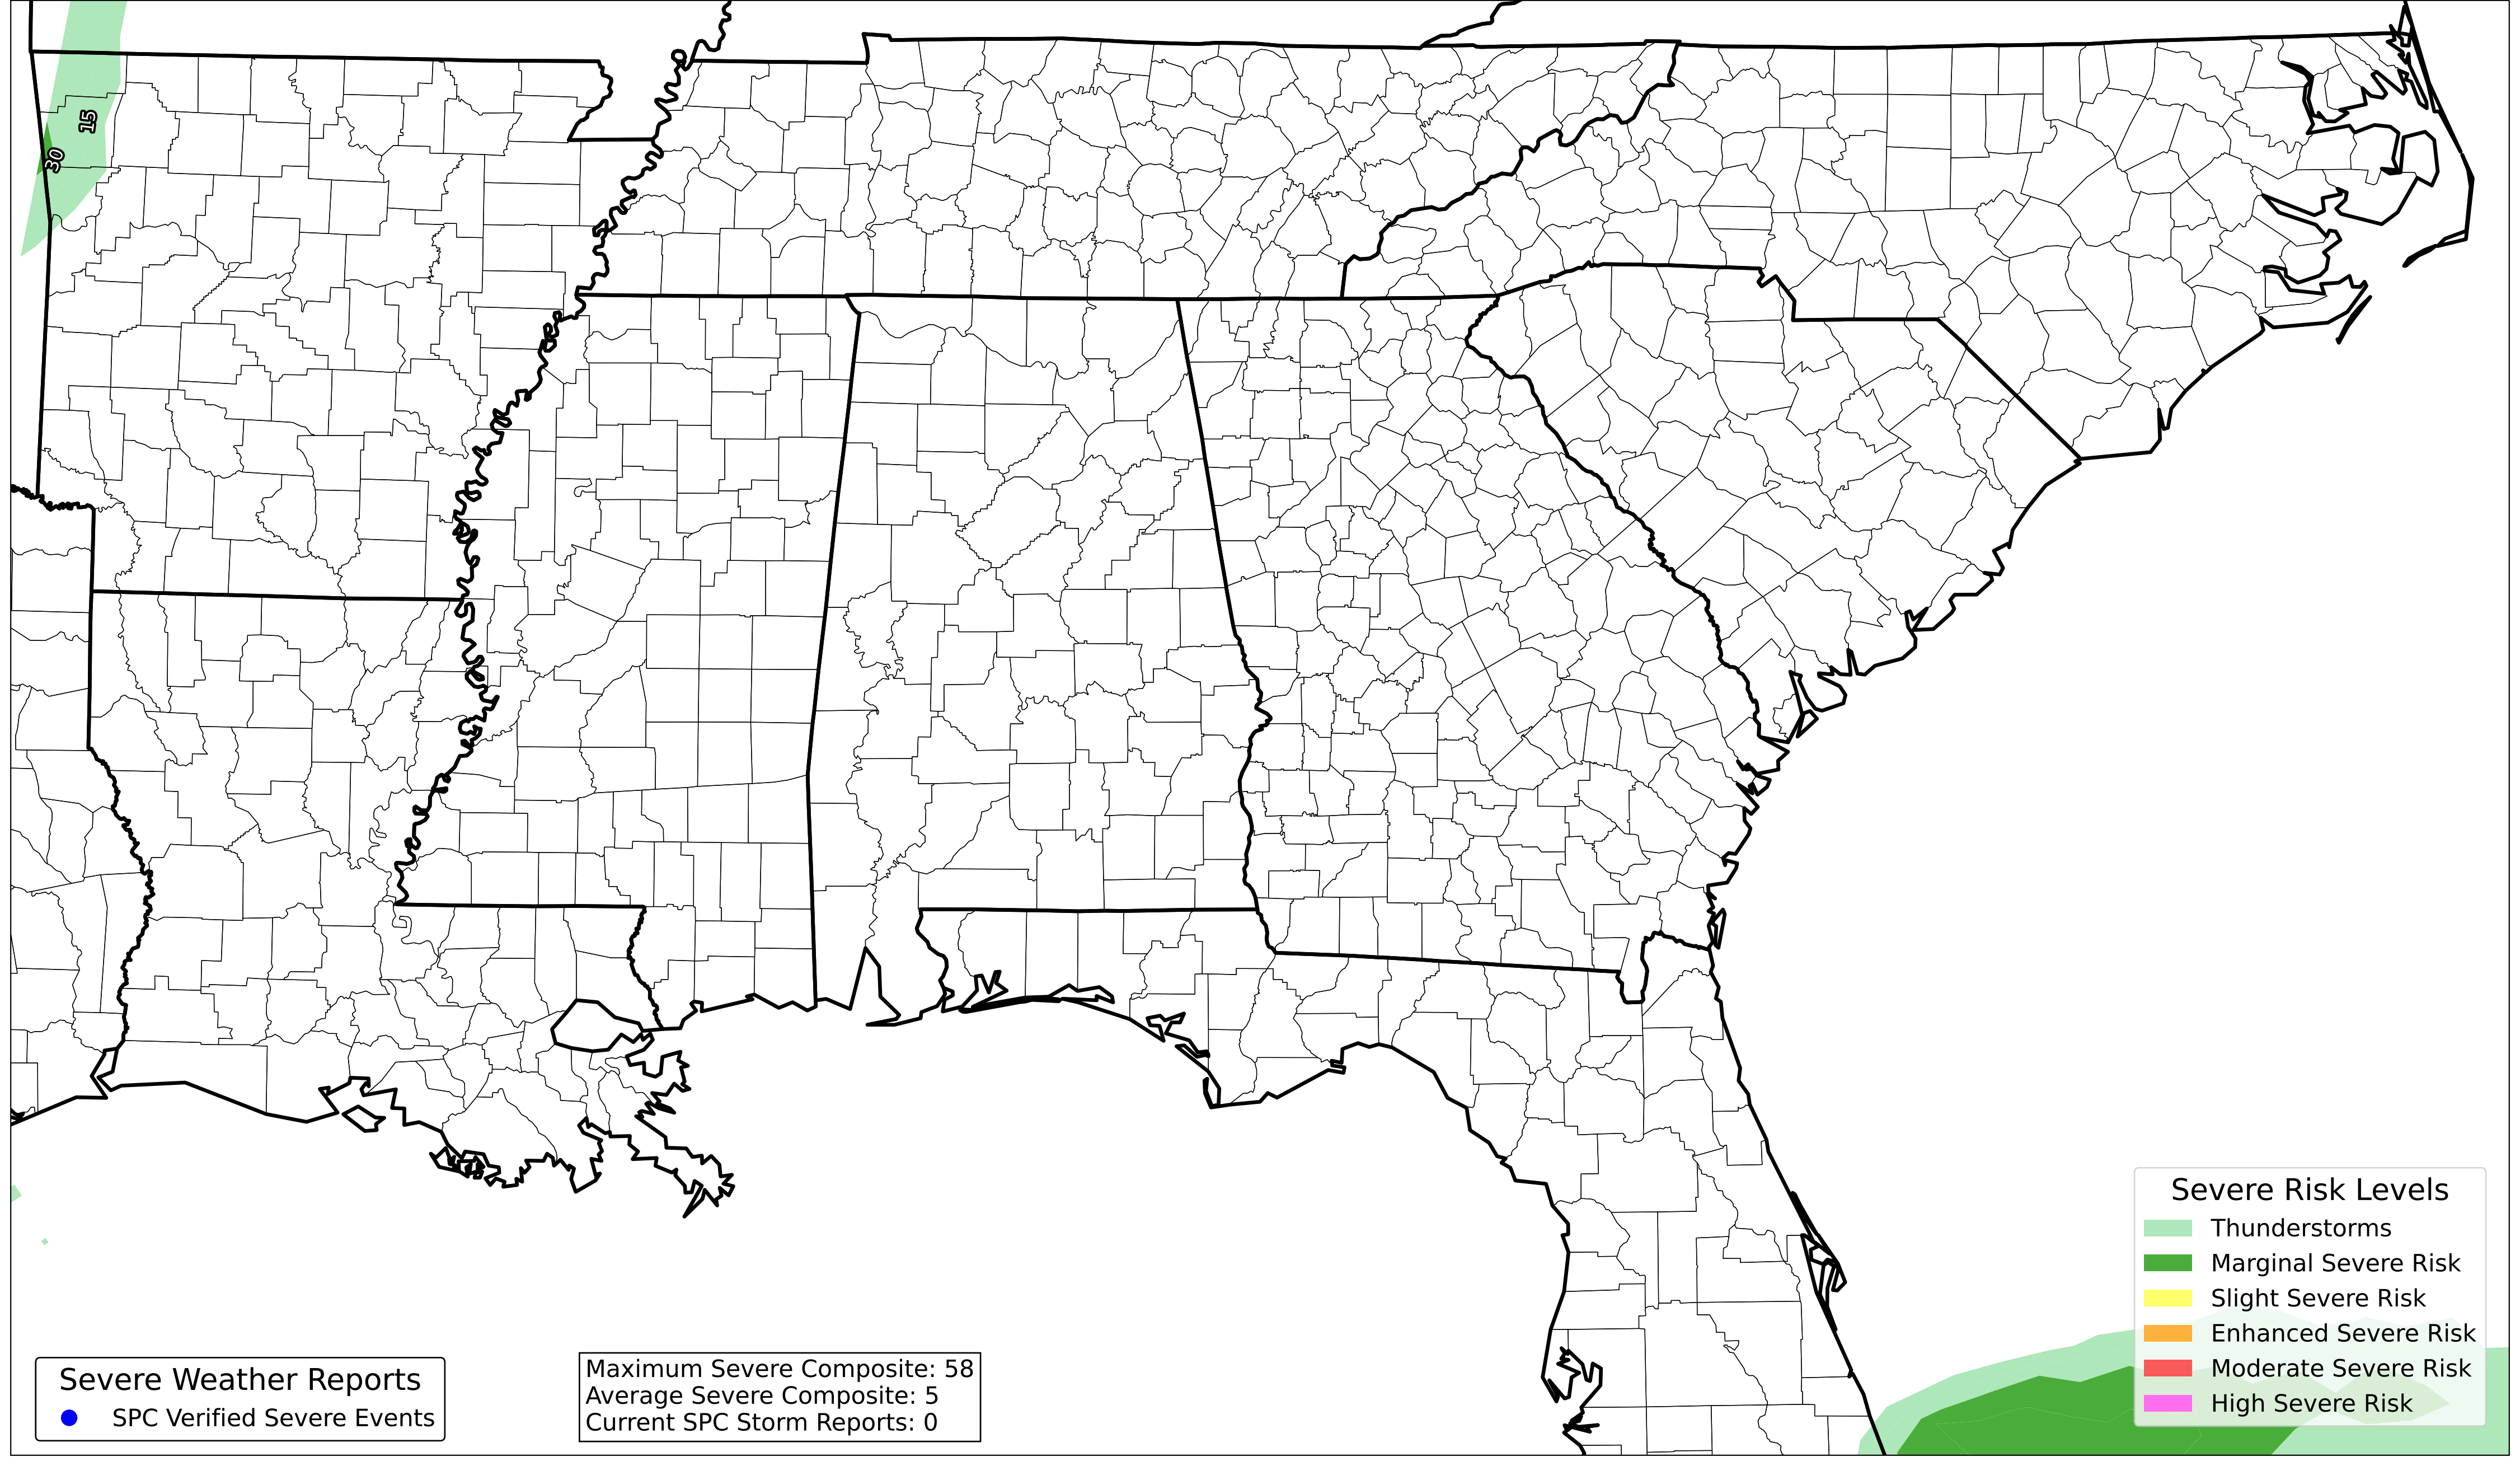 15
30
Severe Risk Levels
Thunderstorms
Marginal Severe Risk
Slight Severe Risk
Enhanced Severe Risk
Moderate Severe Risk
High Severe Risk
Severe Weather Reports
SPC Verified Severe Events
Maximum Severe Composite: 58
Average Severe Composite: 5
Current SPC Storm Reports: 0